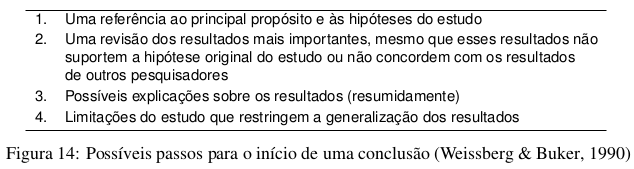 1. Uma referência ao principal propósito e às hipóteses do estudo
2. Uma revisão dos resultados mais importantes, mesmo que esses resultados não
suportem a hipótese original do estudo ou não concordem com os resultados
de outros pesquisadores
3. Possíveis explicações sobre os resultados (resumidamente)
4. Limitações do estudo que restringem a generalização dos resultados
Figura 14: Possíveis passos para o início de uma conclusão (Weissberg & Buker, 1990)